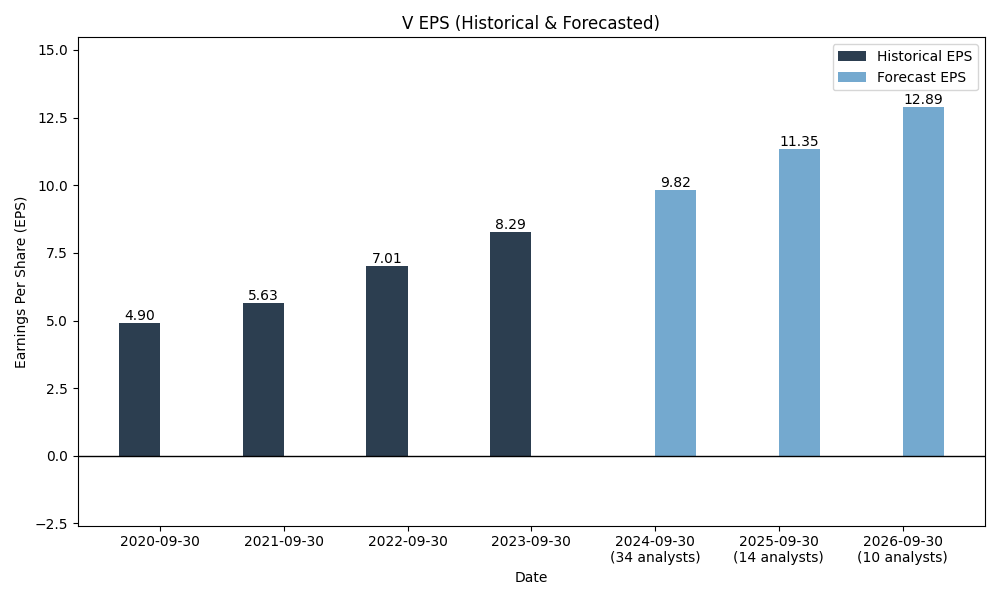 V EPS (Historical & Forecasted)
Historical EPS
Forecast EPS
Earnings Per Share (EPS)
15.0
12.5
10.0
7.5
5.0
2.5
0.0
−2.5
4.90
5.63
7.01
8.29
9.82
11.35
12.89
2020-09-30
2021-09-30
2022-09-30
2023-09-30
2024-09-30
(34 analysts)
2025-09-30
(14 analysts)
2026-09-30
(10 analysts)
Date